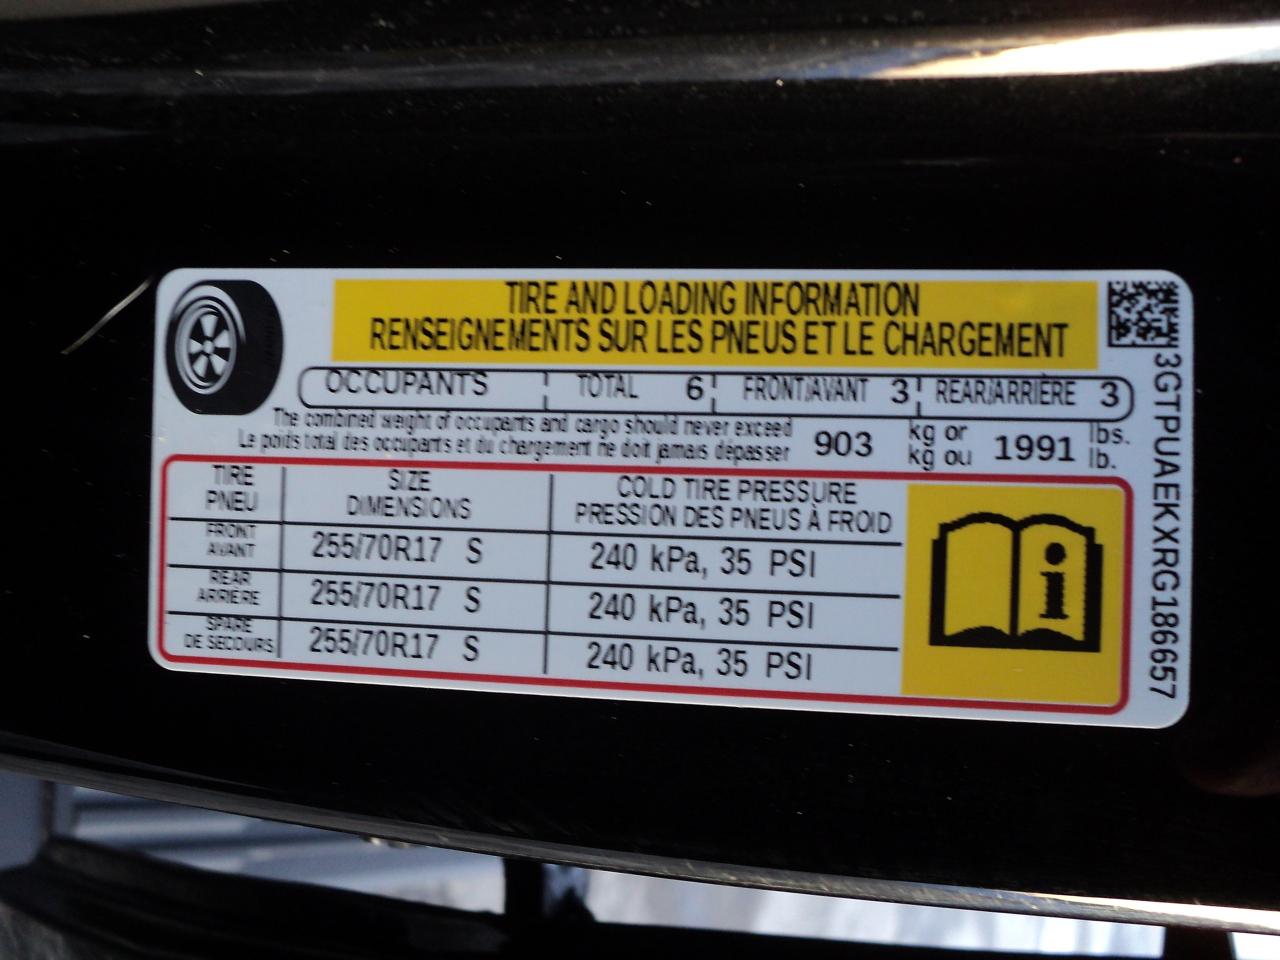 TIRE AND LOADING INFORMATION
RENSEIGNEMENTS SUR LES PNEUS ET LE CHARGEMENT
OCCUPANTS TOTAL 6 FRONT/AVANT 3 REAR/ARRIÈRE 3
The combined weight of occupants and cargo should never exceed 903 kg or 1991 lbs.
Le poids total des occupants et du chargement ne doit jamais dépasser kg ou lb.
TIRE SIZE COLD TIRE PRESSURE
PNEU DIMENSIONS PRESSION DES PNEUS À FROID
FRONT
AVANT 255/70R17 S 240 kPa, 35 PSI
REAR
ARRIÈRE 255/70R17 S 240 kPa, 35 PSI
SPARE
DE SECOURS 255/70R17 S 240 kPa, 35 PSI
i
3GTPUAEKXRG186657